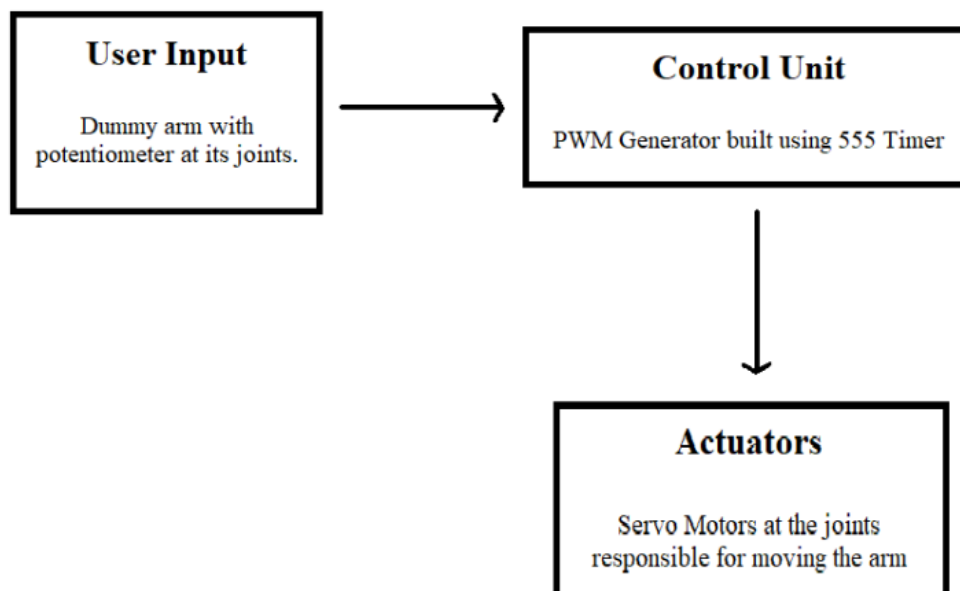 User Input
Dummy arm with
potentiometer at its joints.
Control Unit
PWM Generator built using 555 Timer
Actuators
Servo Motors at the joints
responsible for moving the arm